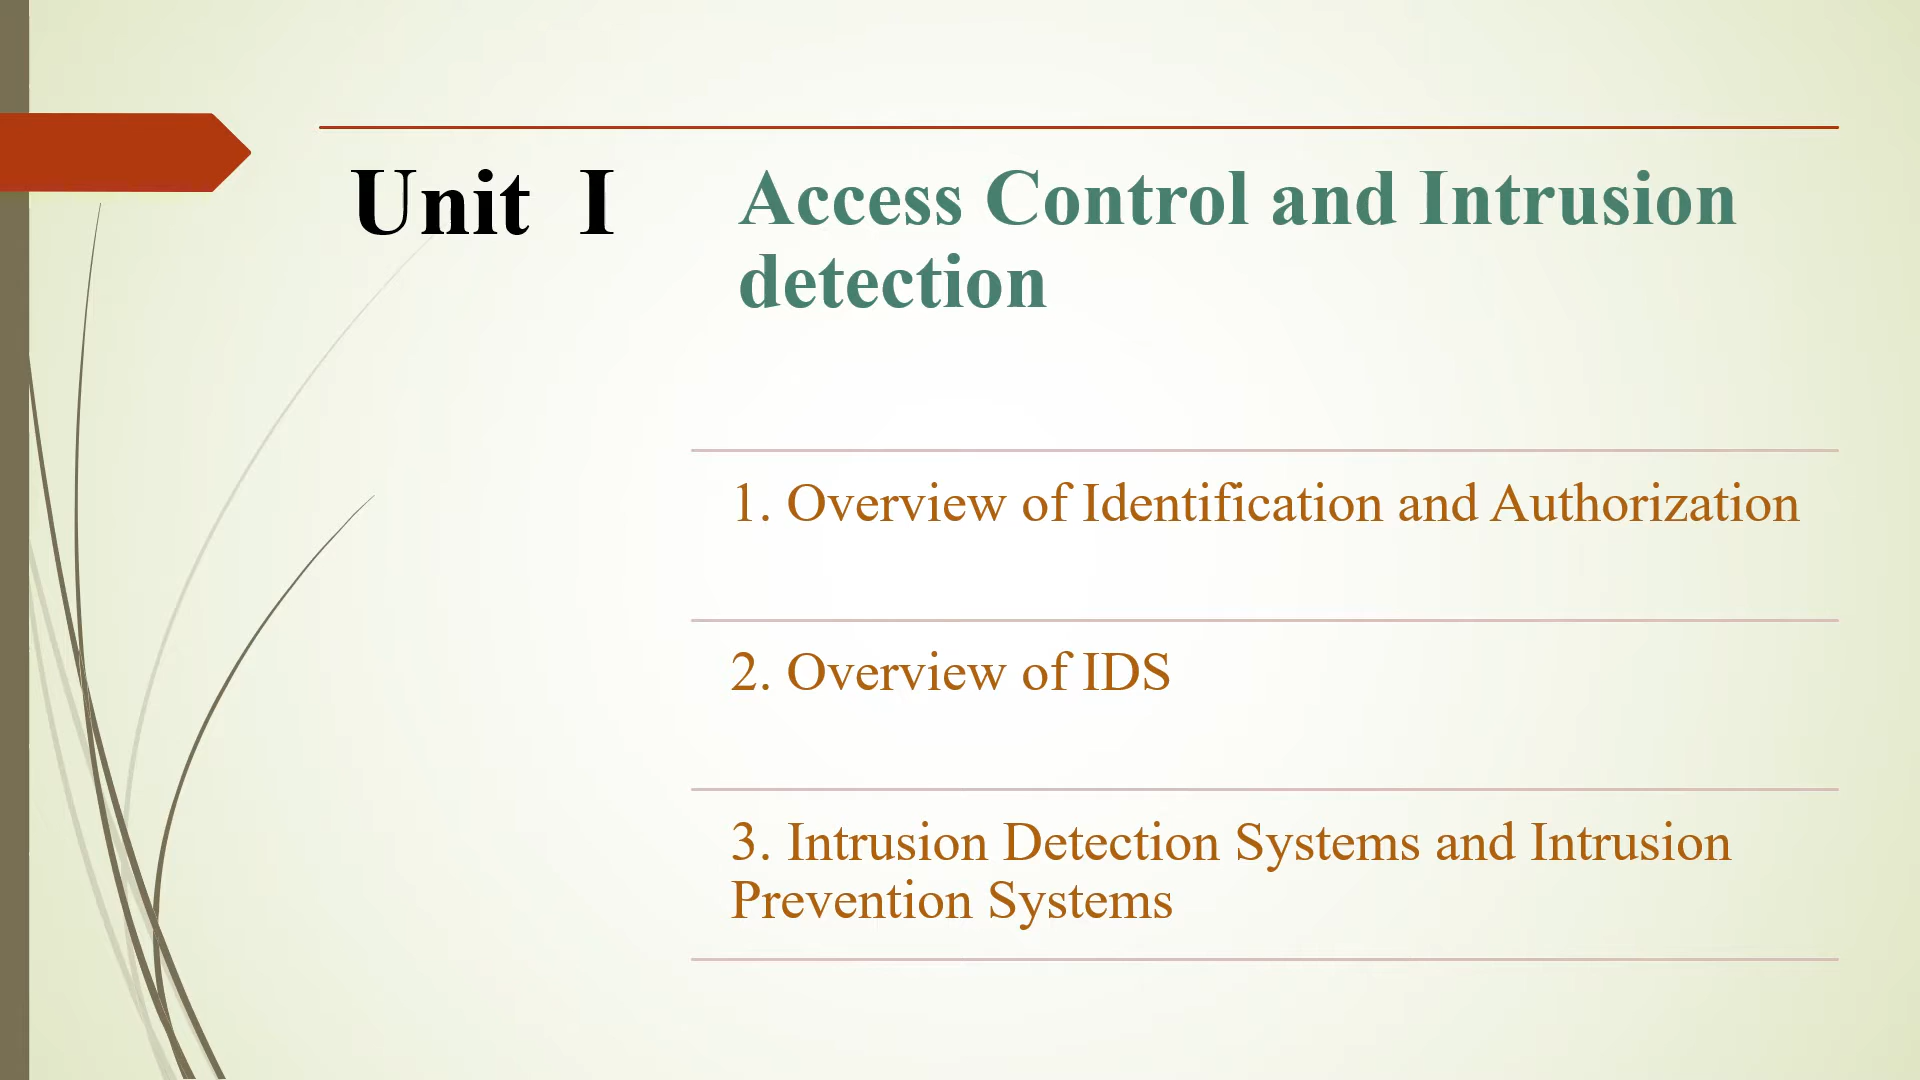 Unit I
Access Control and Intrusion
detection
1. Overview of Identification and Authorization
2. Overview of IDS
3. Intrusion Detection Systems and Intrusion
Prevention Systems